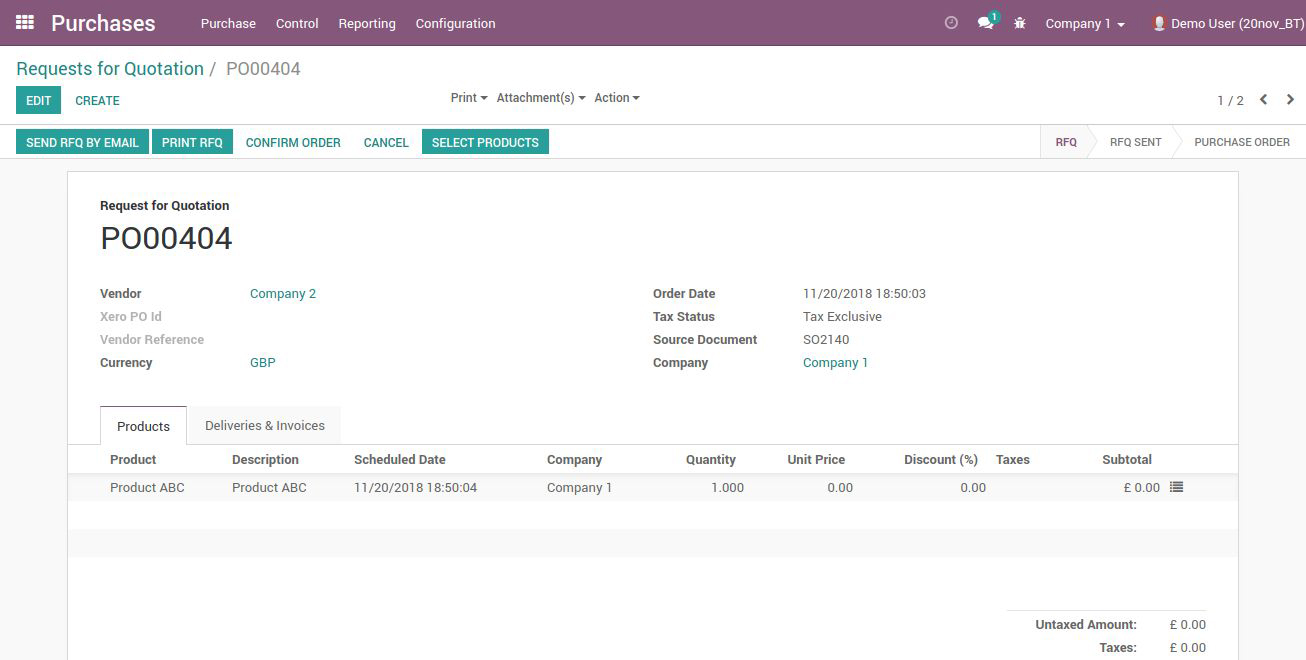 Purchases Purchase Control Reporting Configuration 1 Company 1 Demo User (20nov_BT)
Requests for Quotation / PO00404
EDIT CREATE Print Attachment(s) Action 1 / 2
SEND RFQ BY EMAIL PRINT RFQ CONFIRM ORDER CANCEL SELECT PRODUCTS RFQ RFQ SENT PURCHASE ORDER
Request for Quotation
PO00404
Vendor Company 2 Order Date 11/20/2018 18:50:03
Xero PO Id Tax Status Tax Exclusive
Vendor Reference Source Document SO2140
Currency GBP Company Company 1
Products Deliveries & Invoices
Product Description Scheduled Date Company Quantity Unit Price Discount (%) Taxes Subtotal
Product ABC Product ABC 11/20/2018 18:50:04 Company 1 1.000 0.00 0.00 £ 0.00
Untaxed Amount: £ 0.00
Taxes: £ 0.00